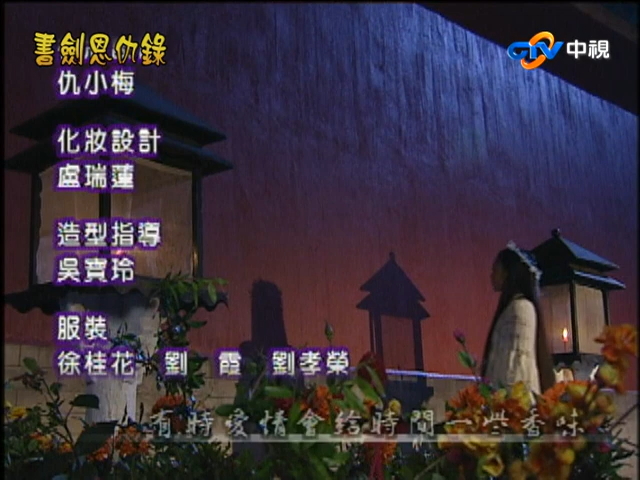 書劍恩仇錄
CTV 中視
仇小梅
化妝設計
盧瑞蓮
造型指導
吳寶玲
服裝
徐桂花 劉 霞 劉孝榮
有時愛情會給時間一些香味